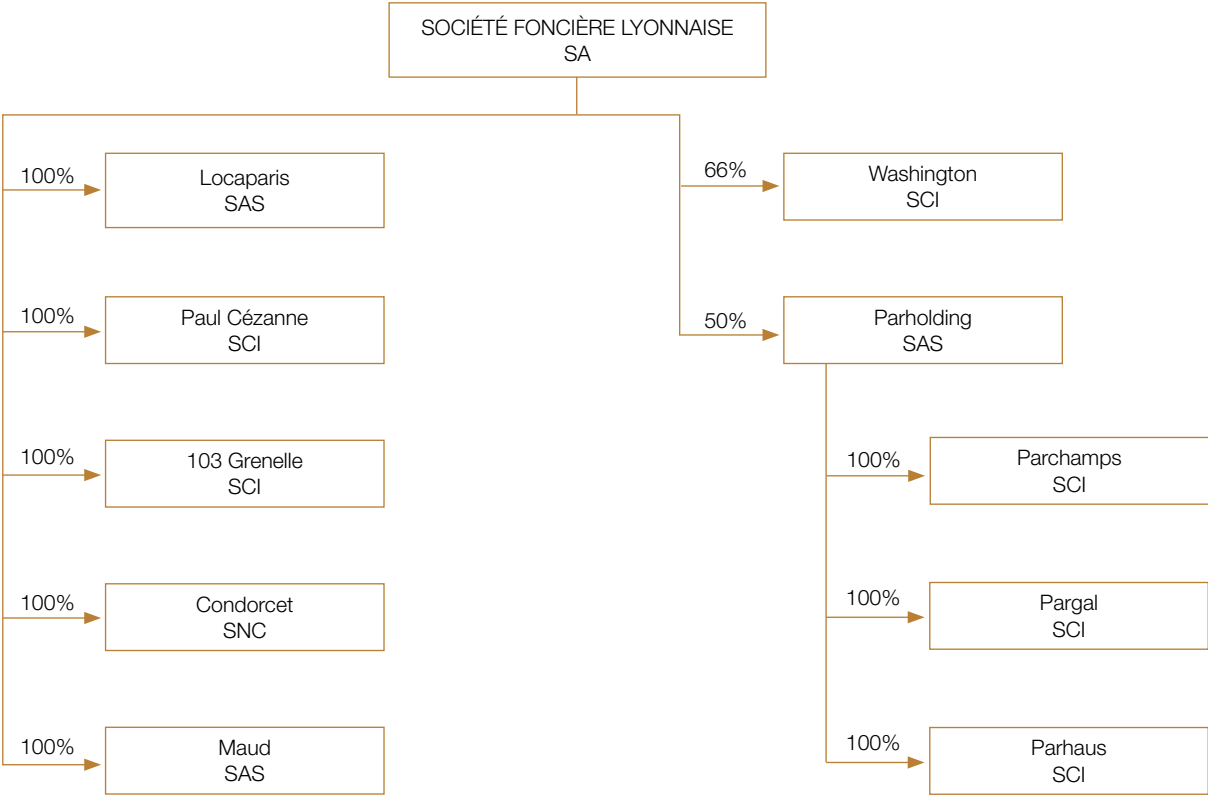 SOCIÉTÉ FONCIÈRE LYONNAISE
SA
100%
Locaparis
SAS
100%
Paul Cézanne
SCI
100%
103 Grenelle
SCI
100%
Condorcet
SNC
100%
Maud
SAS
66%
Washington
SCI
50%
Parholding
SAS
100%
Parchamps
SCI
100%
Pargal
SCI
100%
Parhaus
SCI